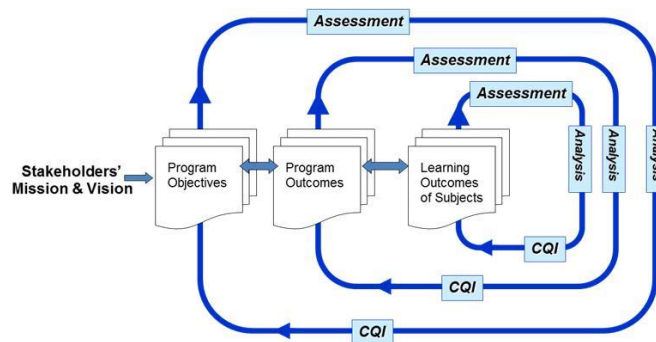 Assessment
Assessment
Assessment
Stakeholders'
Mission & Vision
Program
Objectives
Program
Outcomes
Learning
Outcomes
of Subjects
Analysis
Analysis
Analysis
CQI
CQI
CQI